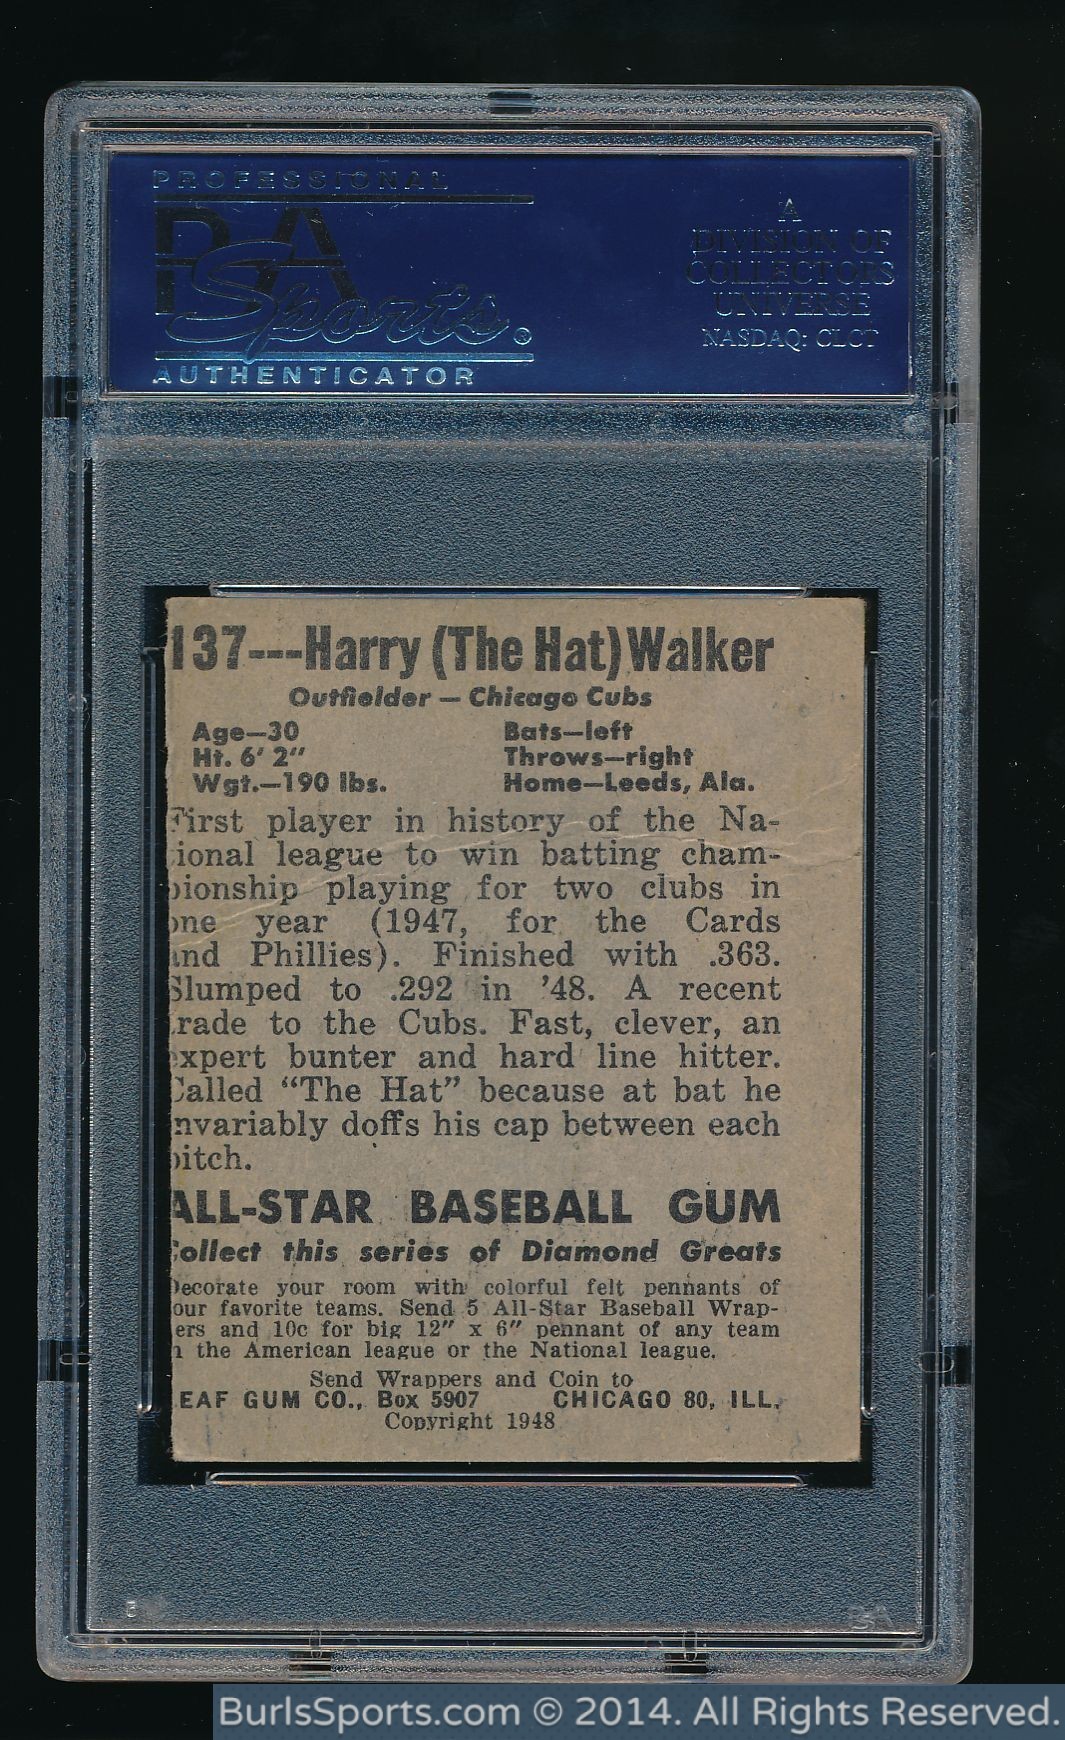 PROFESSIONAL
PSA
Sports®
AUTHENTICATOR
A
DIVISION OF
COLLECTORS
UNIVERSE
NASDAQ: CLCT
137---Harry (The Hat) Walker
Outfielder — Chicago Cubs
Age—30
Bats—left
Ht. 6' 2"
Throws—right
Wgt.—190 lbs.
Home—Leeds, Ala.
First player in history of the Na-
ional league to win batting cham-
pionship playing for two clubs in
one year (1947, for the Cards
and Phillies). Finished with .363.
Slumped to .292 in '48. A recent
rade to the Cubs. Fast, clever, an
xpert bunter and hard line hitter.
Called "The Hat" because at bat he
nvariably doffs his cap between each
pitch.
ALL-STAR BASEBALL GUM
Collect this series of Diamond Greats
Decorate your room with colorful felt pennants of
our favorite teams. Send 5 All-Star Baseball Wrap-
ers and 10c for big 12" x 6" pennant of any team
n the American league or the National league.
Send Wrappers and Coin to
EAF GUM CO., Box 5907 CHICAGO 80, ILL.
Copyright 1948
PSA
BurlsSports.com © 2014. All Rights Reserved.